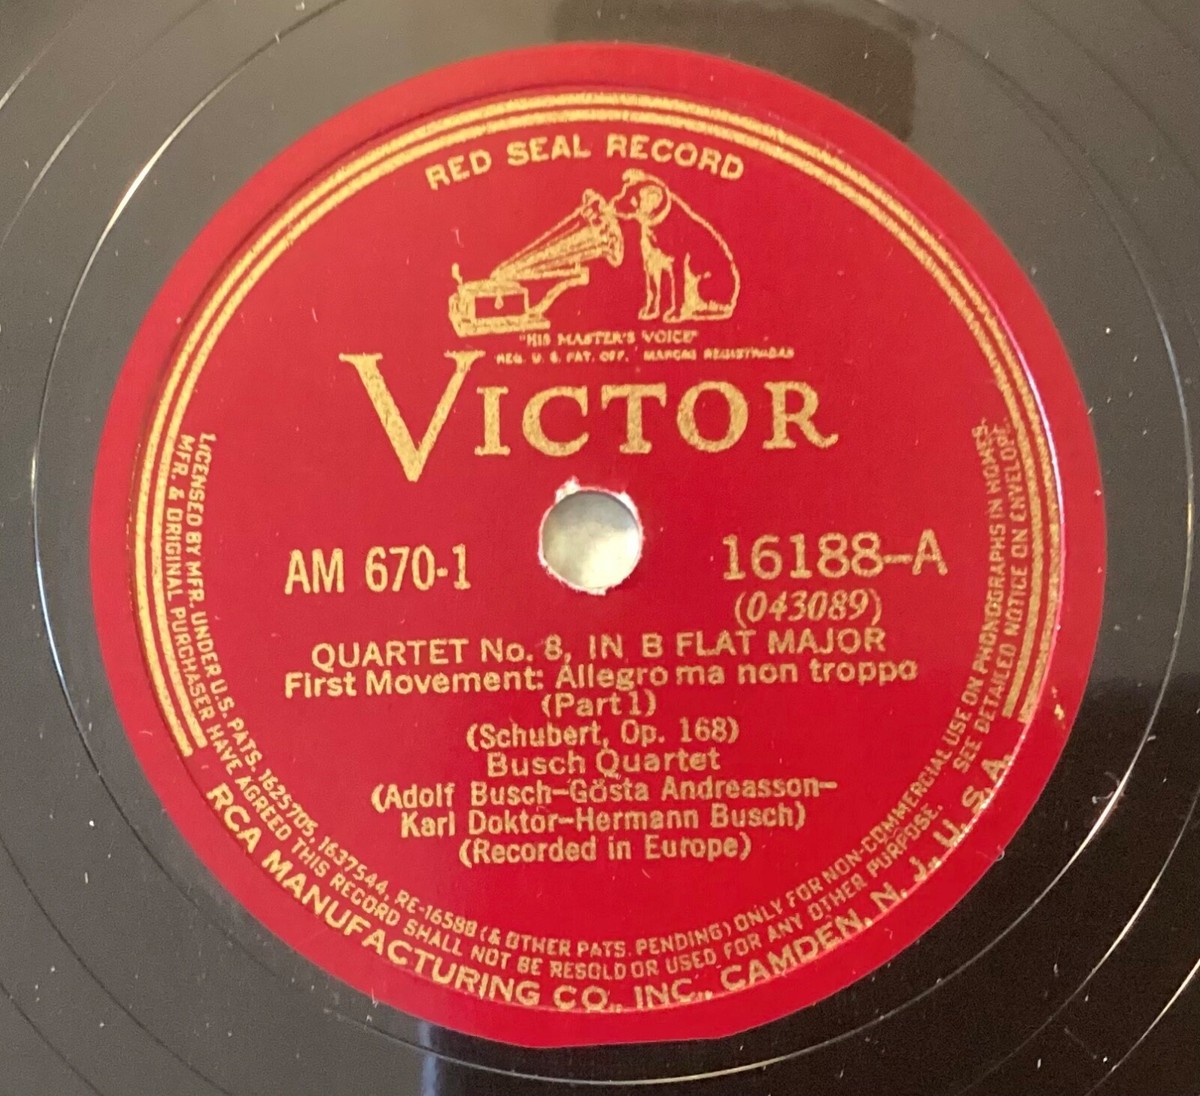 RED SEAL RECORD
"HIS MASTER'S VOICE"
REG. U. S. PAT. OFF. MARCAS REGISTRADAS
VICTOR
AM 670-1
16188-A
(043089)
QUARTET No. 8, IN B FLAT MAJOR
First Movement: Allegro ma non troppo
(Part 1)
(Schubert, Op. 168)
Busch Quartet
(Adolf Busch-Gösta Andreasson-
Karl Doktor-Hermann Busch)
(Recorded in Europe)
LICENSED BY MFR. UNDER U.S. PATS. 1625705, 1637544, RE-16588 (& OTHER PATS. PENDING) ONLY FOR NON-COMMERCIAL USE ON PHONOGRAPHS IN HOMES.
MFR. & ORIGINAL PURCHASER HAVE AGREED THIS RECORD SHALL NOT BE RESOLD OR USED FOR ANY OTHER PURPOSE. SEE DETAILED NOTICE ON ENVELOPE
RCA MANUFACTURING CO., INC., CAMDEN, N. J., U. S. A.